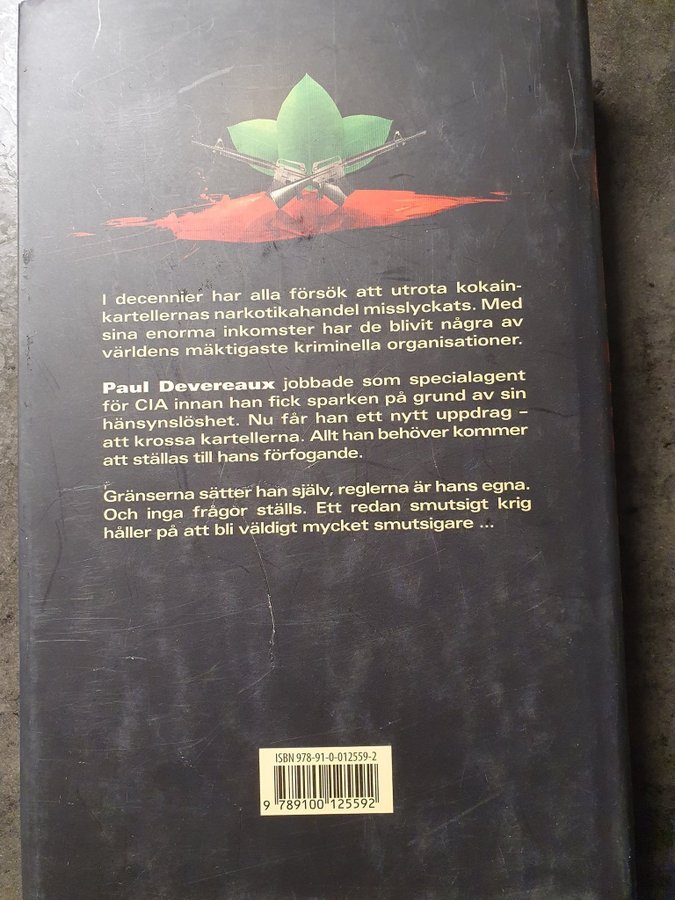 I decennier har alla försök att utrota kokain-
kartellernas narkotikahandel misslyckats. Med
sina enorma inkomster har de blivit några av
världens mäktigaste kriminella organisationer.
Paul Devereaux jobbade som specialagent
för CIA innan han fick sparken på grund av sin
hänsynslöshet. Nu får han ett nytt uppdrag –
att krossa kartellerna. Allt han behöver kommer
att ställas till hans förfogande.
Gränserna sätter han själv, reglerna är hans egna.
Och inga frågor ställs. Ett redan smutsigt krig
håller på att bli väldigt mycket smutsigare ...
ISBN 978-91-0-012559-2
9 789100 125592